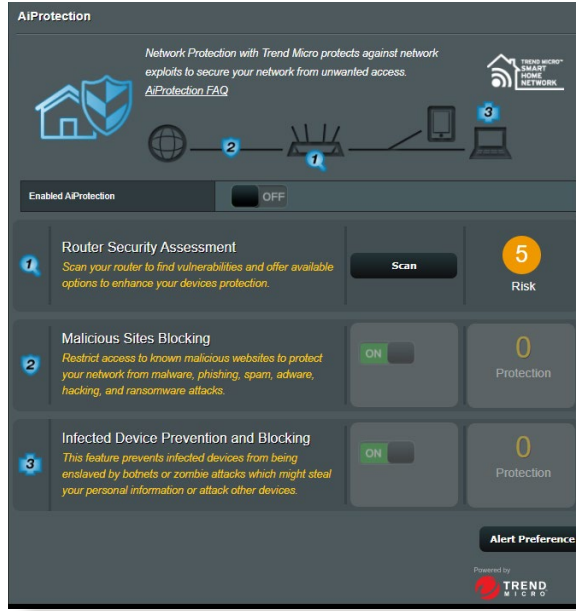 AiProtection
Network Protection with Trend Micro protects against network
exploits to secure your network from unwanted access.
AiProtection FAQ
TREND MICRO™
SMART
HOME
NETWORK
3
2
1
Enabled AiProtection
OFF
1
Router Security Assessment
Scan your router to find vulnerabilities and offer available
options to enhance your devices protection.
Scan
5
Risk
2
Malicious Sites Blocking
Restrict access to known malicious websites to protect
your network from malware, phishing, spam, adware,
hacking, and ransomware attacks.
ON
0
Protection
3
Infected Device Prevention and Blocking
This feature prevents infected devices from being
enslaved by botnets or zombie attacks which might steal
your personal information or attack other devices.
ON
0
Protection
Alert Preference
Powered by
TREND
MICRO